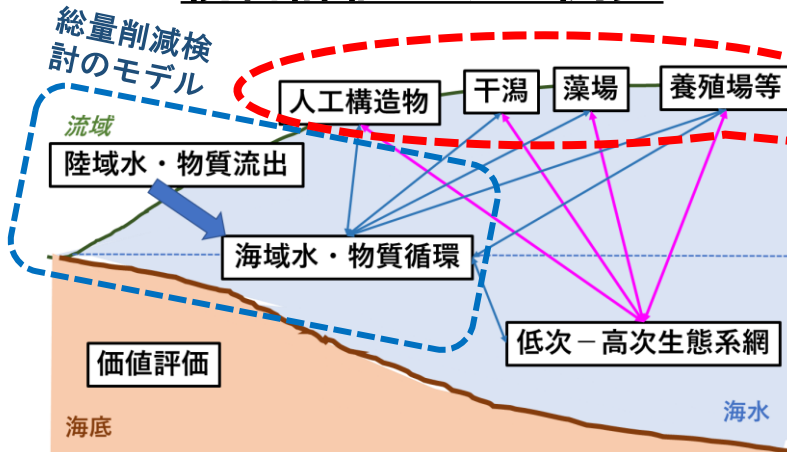 総量削減検
討のモデル
人工構造物
干潟
藻場
養殖場等
流域
陸域水・物質流出
海域水・物質循環
低次－高次生態系網
価値評価
海水
海底